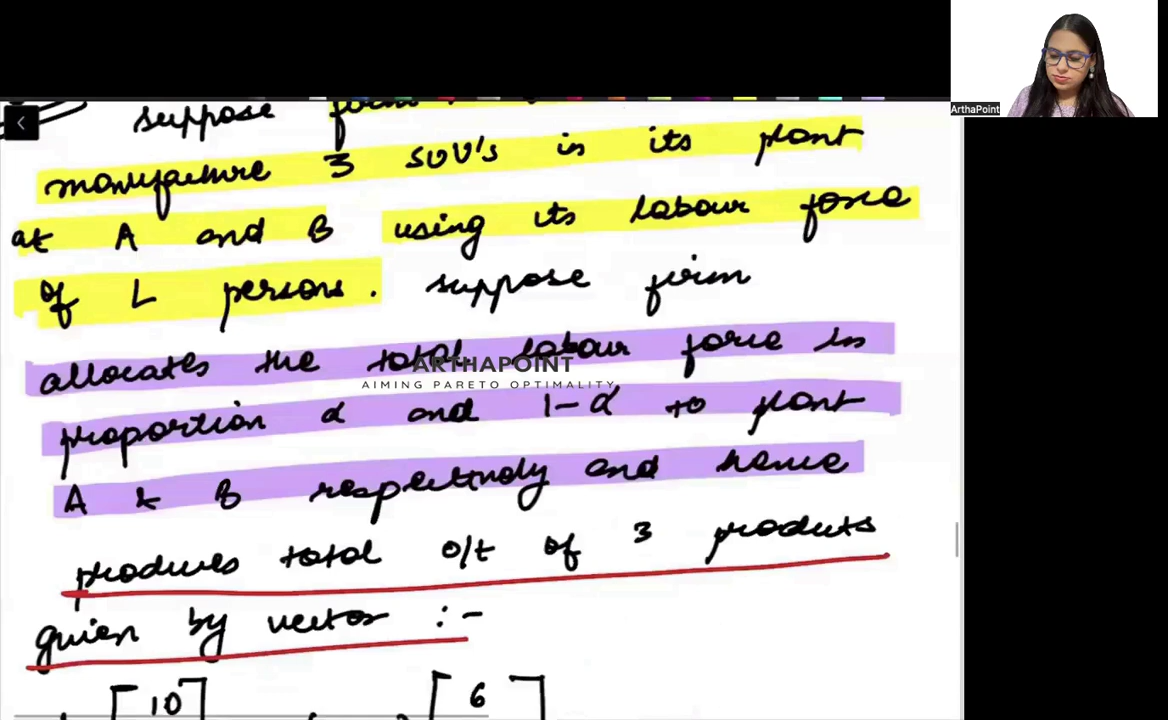 suppose
manufacture 3 SUV's in its plant
at A and B using its labour force
of L persons. suppose firm
allocates the total labour force in
ARTHAPOINT
AIMING PARETO OPTIMALITY
proportion α and 1-α to plant
A & B respectively and hence
produces total o/t of 3 products
given by vector :-
10
6
ArthaPoint